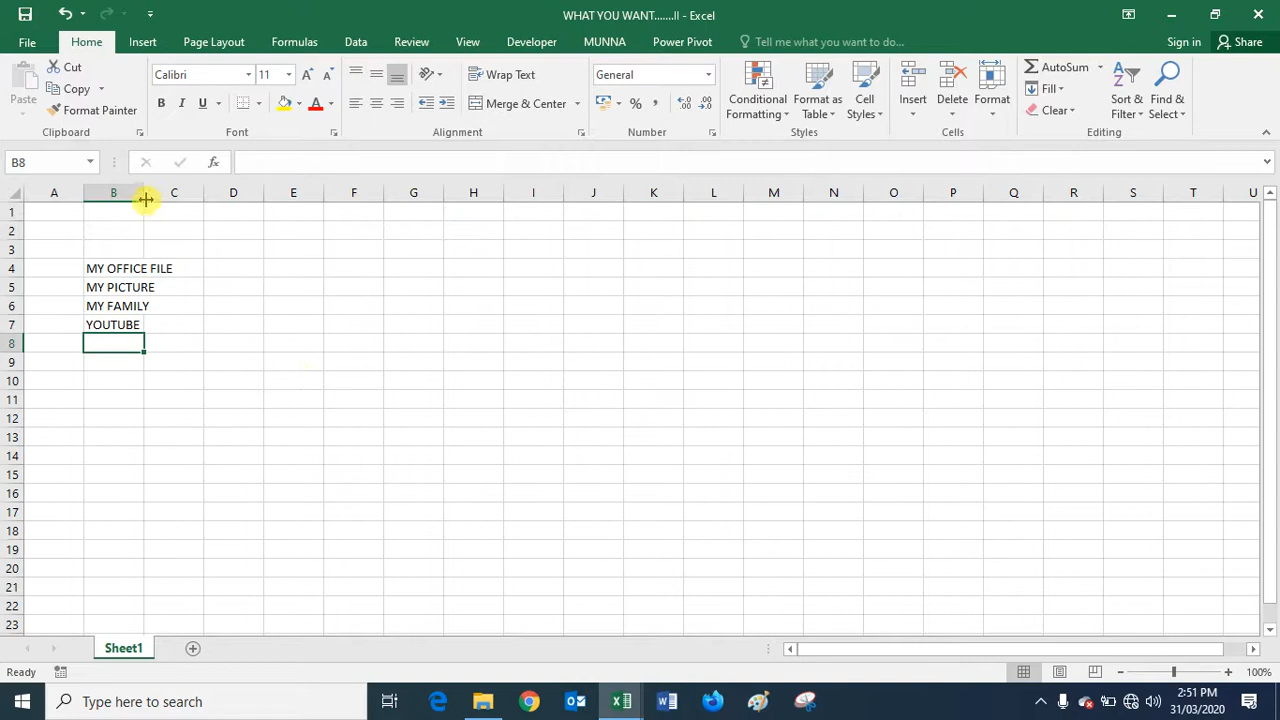 WHAT YOU WANT.......!! - Excel
File Home Insert Page Layout Formulas Data Review View Developer MUNNA Power Pivot Tell me what you want to do... Sign in Share
Paste Cut Copy Format Painter Clipboard
Calibri 11 A A B I U A Font
ab Wrap Text Merge & Center Alignment
General % , .0 .00 .00 .0 Number
Conditional Formatting Format as Table Cell Styles Styles
Insert Delete Format Cells
AutoSum Fill Clear Sort & Filter Find & Select Editing
B8 fx
A B C D E F G H I J K L M N O P Q R S T U
1
2
3
4 MY OFFICE FILE
5 MY PICTURE
6 MY FAMILY
7 YOUTUBE
8
9
10
11
12
13
14
15
16
17
18
19
20
21
22
23
Sheet1
Ready 100%
Type here to search
2:51 PM
31/03/2020